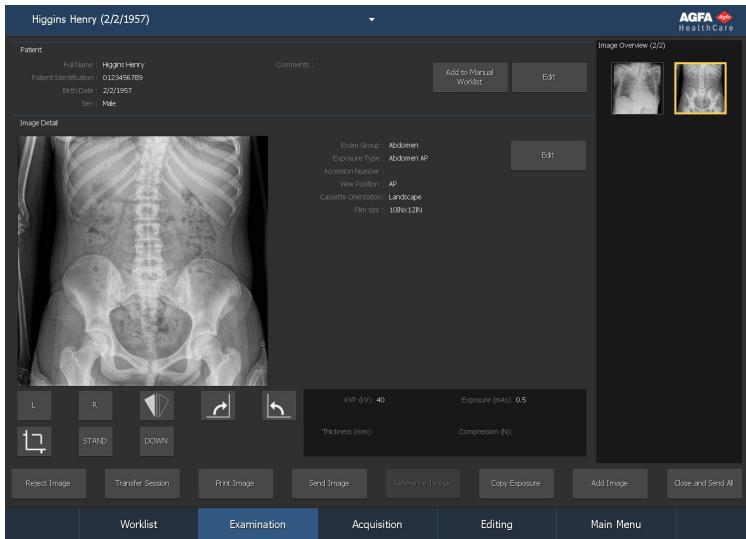 Higgins Henry (2/2/1957)
AGFA
HealthCare
Patient
Full Name : Higgins Henry
Comments :
Patient Identification : 0123456789
Birth Date : 2/2/1957
Sex : Male
Add to Manual
Worklist
Edit
Image Overview (2/2)
Image Detail
Exam Group : Abdomen
Exposure Type : Abdomen AP
Accession Number :
View Position : AP
Cassette Orientation: Landscape
Film size : 10INx12IN
Edit
L
R
STAND
DOWN
KVP (kV): 40
Exposure (mAs): 0.5
Thickness (mm):
Compression (N):
Reject Image
Transfer Session
Print Image
Send Image
Reference Image
Copy Exposure
Add Image
Close and Send All
Worklist
Examination
Acquisition
Editing
Main Menu